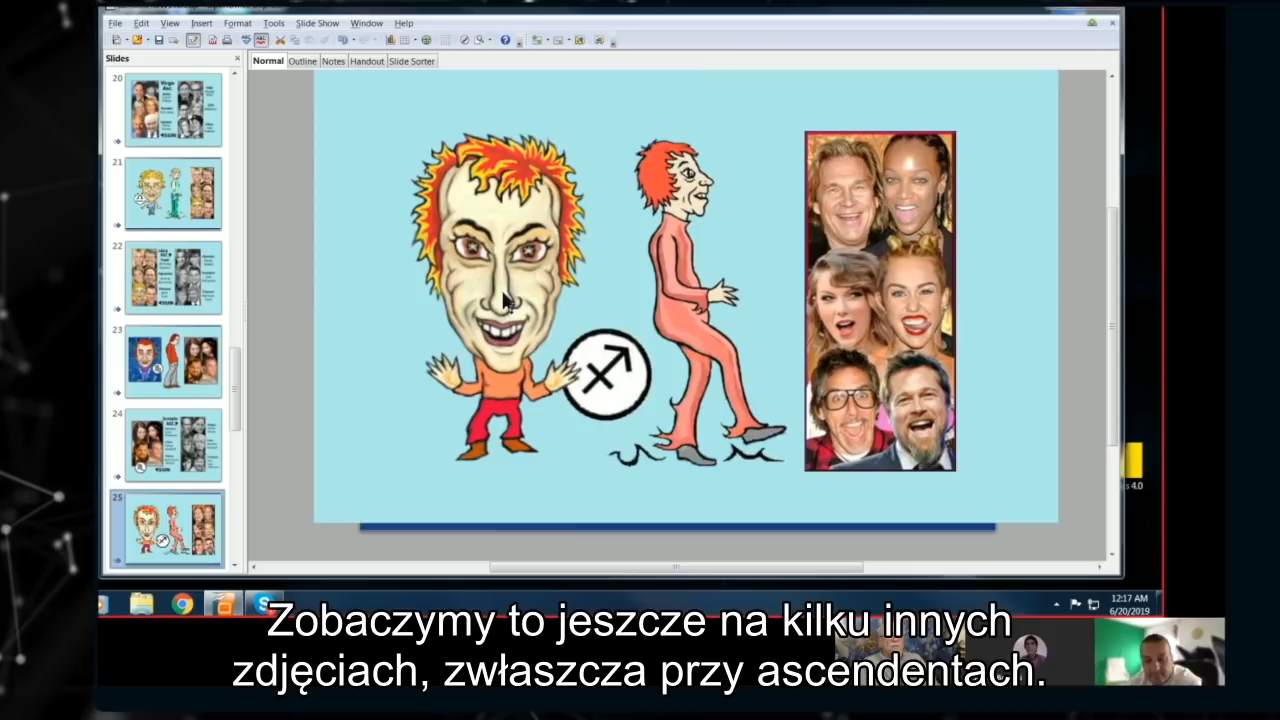 File Edit View Insert Format Tools Slide Show Window Help
Slides
Normal Outline Notes Handout Slide Sorter
20
21
22
23
24
25
s 4.0
12:17 AM
6/20/2019
Zobaczymy to jeszcze na kilku innych
zdjęciach, zwłaszcza przy ascendentach.